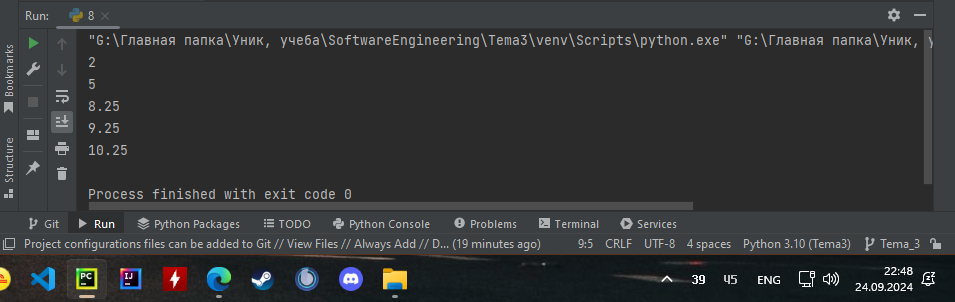 Run: 8
"G:\Главная папка\Уник, учеба\SoftwareEngineering\Tema3\venv\Scripts\python.exe" "G:\Главная папка\Уник,
2
5
8.25
9.25
10.25
Process finished with exit code 0
Bookmarks
Structure
Git Run Python Packages TODO Python Console Problems Terminal Services
Project configurations files can be added to Git // View Files // Always Add // D... (19 minutes ago) 9:5 CRLF UTF-8 4 spaces Python 3.10 (Tema3) Tema_3
PC IJ 39 45 ENG 22:48
24.09.2024